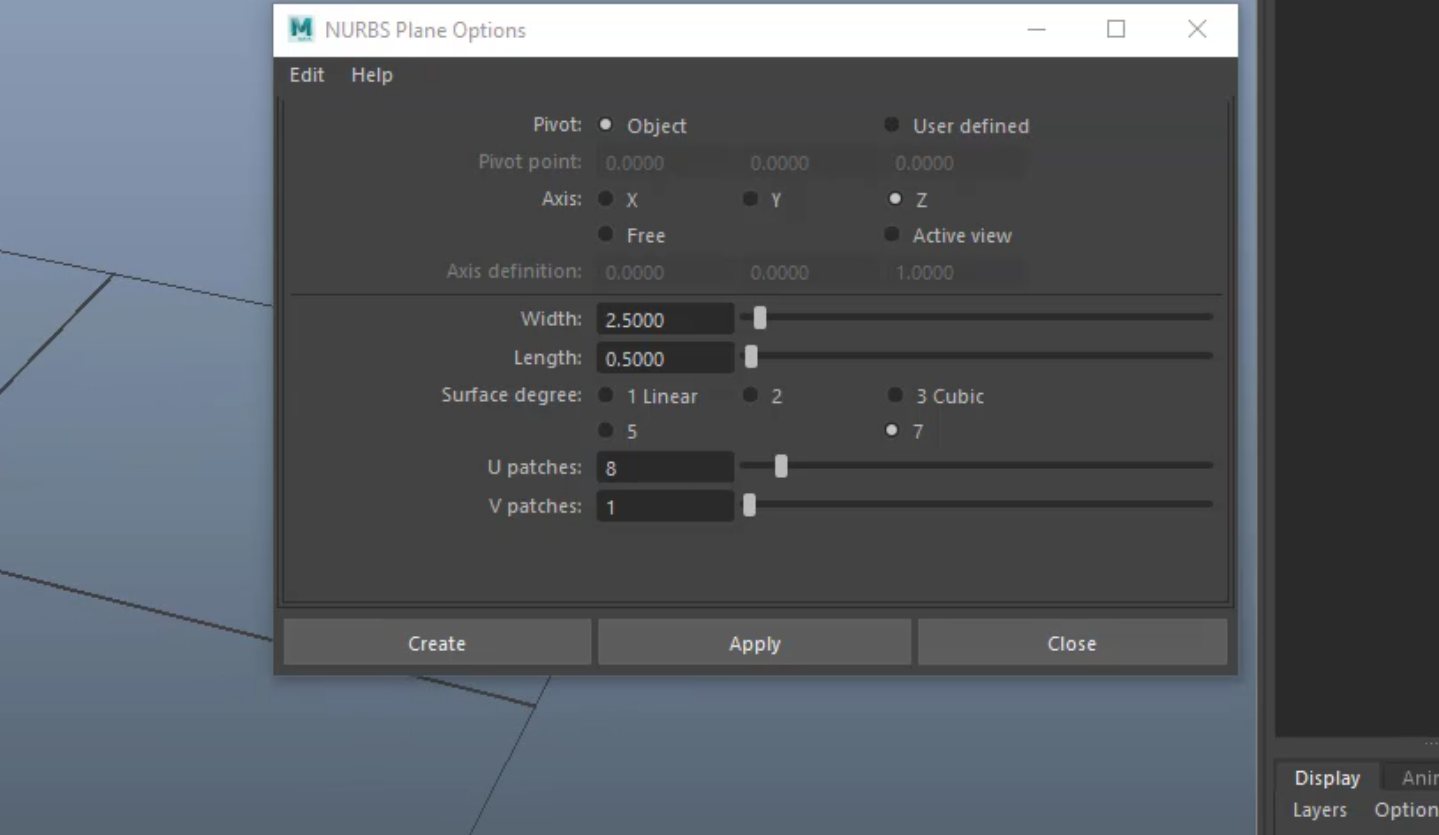 NURBS Plane Options
Edit Help
Pivot: Object User defined
Pivot point: 0.0000 0.0000 0.0000
Axis: X Y Z
Free Active view
Axis definition: 0.0000 0.0000 1.0000
Width: 2.5000
Length: 0.5000
Surface degree: 1 Linear 2 3 Cubic
5 7
U patches: 8
V patches: 1
Create Apply Close
Display
Layers Option